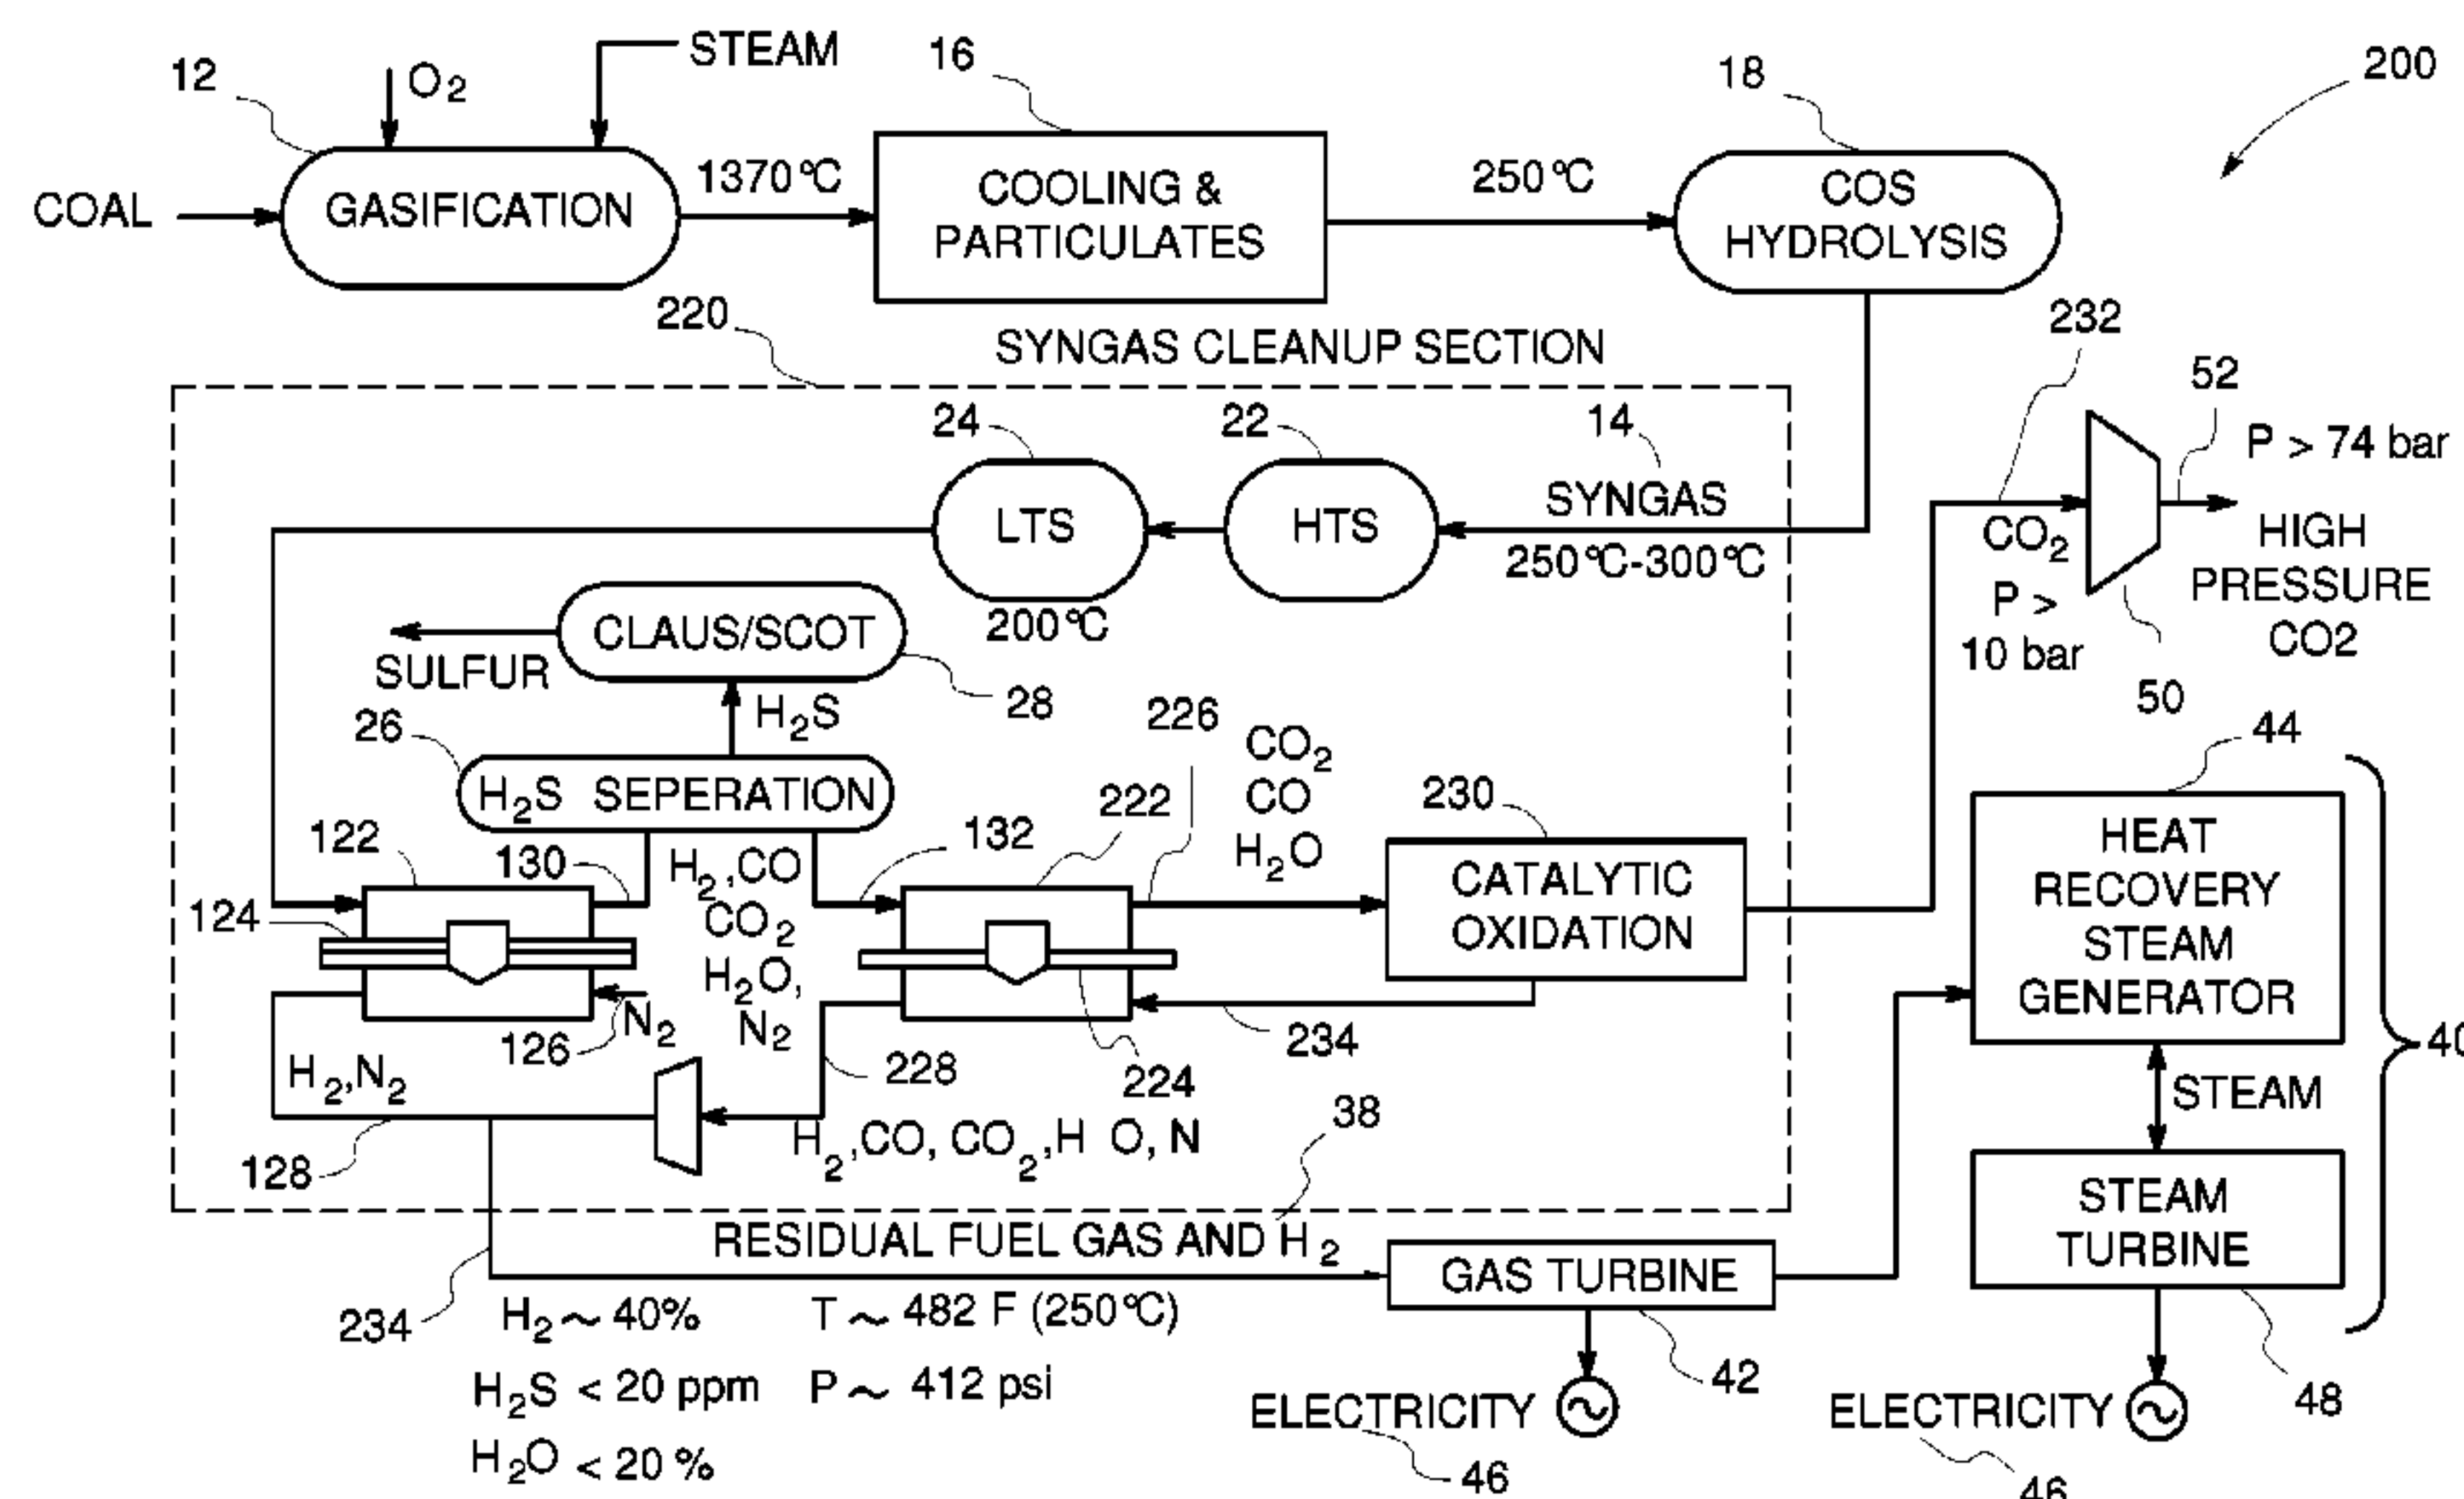 STEAM
16
18
200
12
O2
COAL
GASIFICATION
1370°C
COOLING &
PARTICULATES
250°C
COS
HYDROLYSIS
220
SYNGAS CLEANUP SECTION
232
52
24
22
14
P > 74 bar
LTS
HTS
SYNGAS
250°C-300°C
200°C
CO2
HIGH
PRESSURE
CO2
P >
10 bar
50
CLAUS/SCOT
SULFUR
28
H2S
26
H2S SEPERATION
226
CO2
CO
H2O
44
122
130
222
230
132
H2,CO
CO2
H2O,
N2
124
CATALYTIC
OXIDATION
HEAT
RECOVERY
STEAM
GENERATOR
40
N2
126
234
228
224
H2,N2
STEAM
38
128
H2,CO, CO2,H O, N
STEAM
TURBINE
RESIDUAL FUEL GAS AND H2
GAS TURBINE
234
H2 ~ 40%
T ~ 482 F (250°C)
H2S < 20 ppm
P ~ 412 psi
H2O < 20 %
42
48
ELECTRICITY
46
ELECTRICITY
46